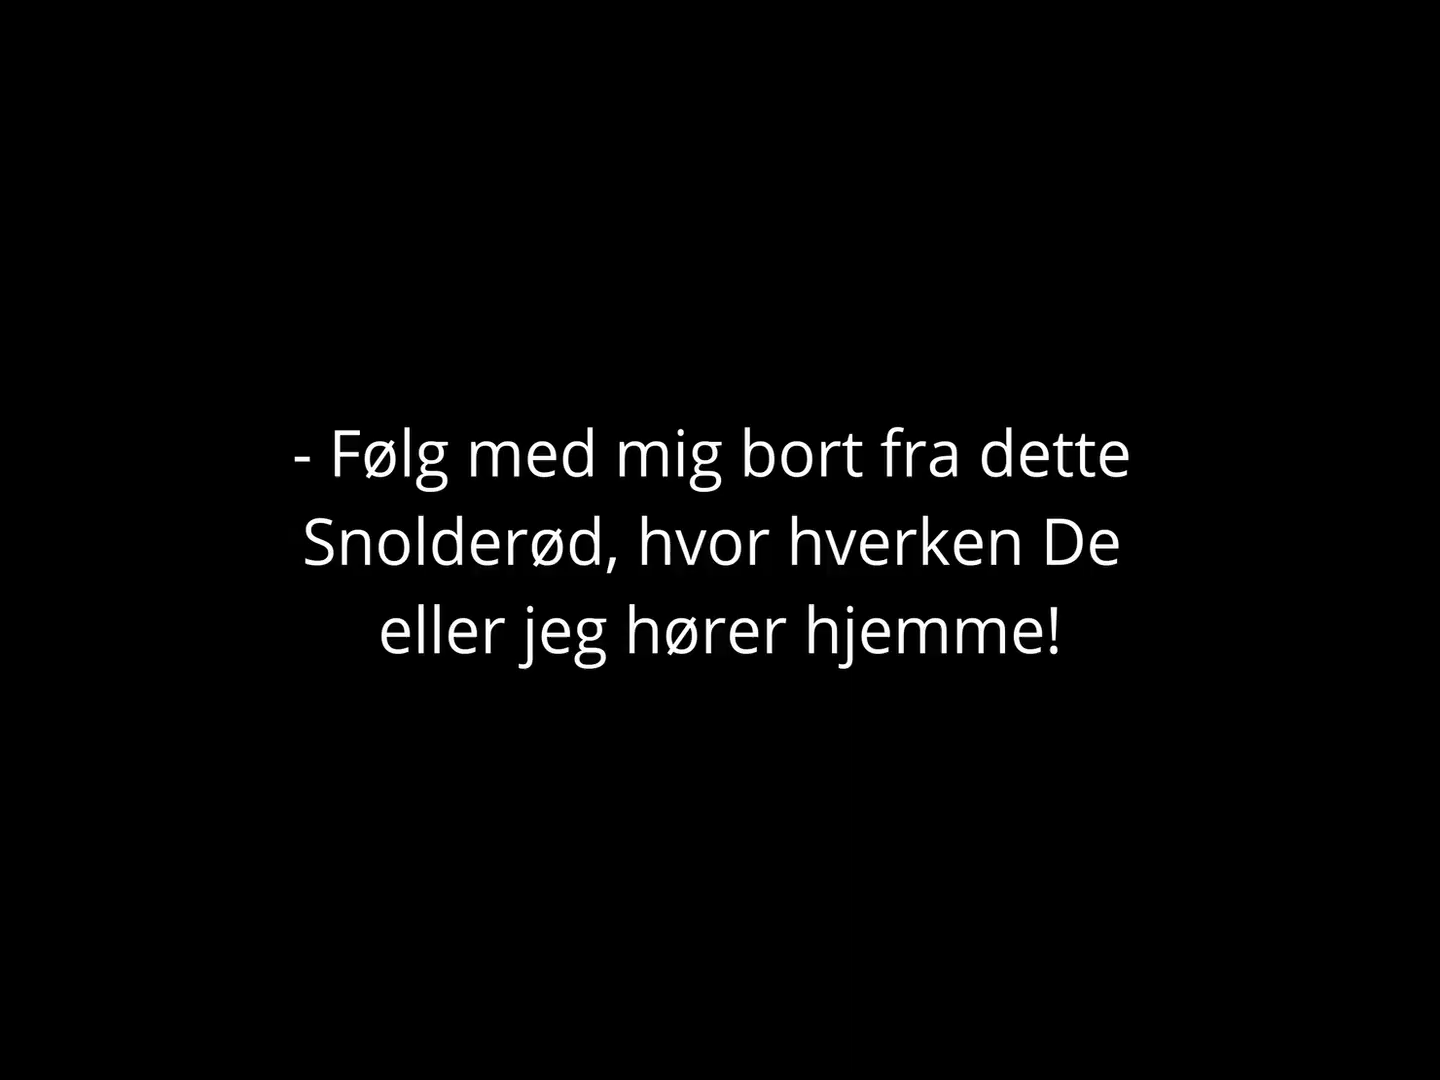 - Følg med mig bort fra dette
Snolderød, hvor hverken De
eller jeg hører hjemme!